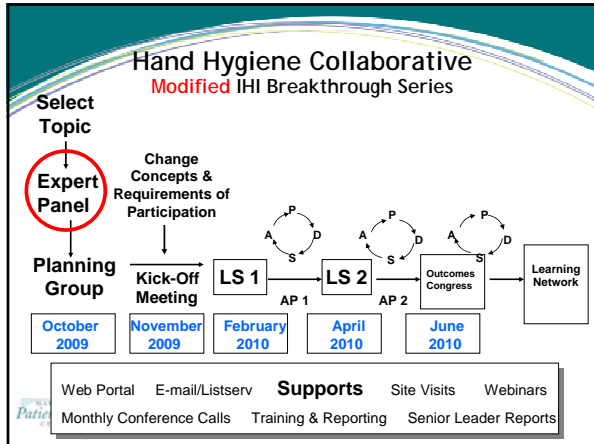 Hand Hygiene Collaborative
Modified IHI Breakthrough Series
Select
Topic
Expert
Panel
Planning
Group
Change
Concepts &
Requirements of
Participation
Kick-Off
Meeting
P
A D
S
P
A D
S
P
A D
S
LS 1
AP 1
LS 2
AP 2
Outcomes
Congress
Learning
Network
October
2009
November
2009
February
2010
April
2010
June
2010
Web Portal E-mail/Listserv Supports Site Visits Webinars
Monthly Conference Calls Training & Reporting Senior Leader Reports
Patie